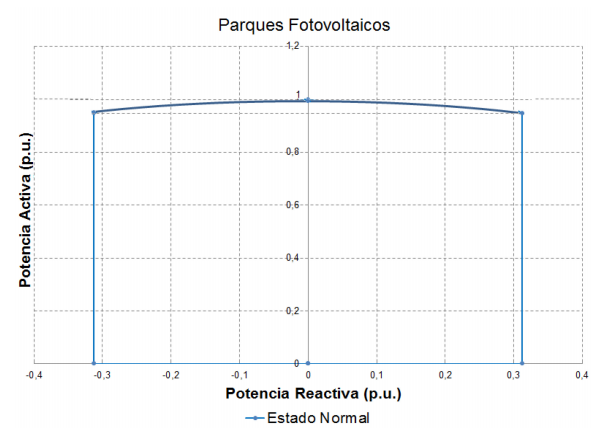 Parques Fotovoltaicos
1,2
1
0,8
0,6
0,4
0,2
0
-0,4 -0,3 -0,2 -0,1 0 0,1 0,2 0,3 0,4
Potencia Activa (p.u.)
Potencia Reactiva (p.u.)
Estado Normal